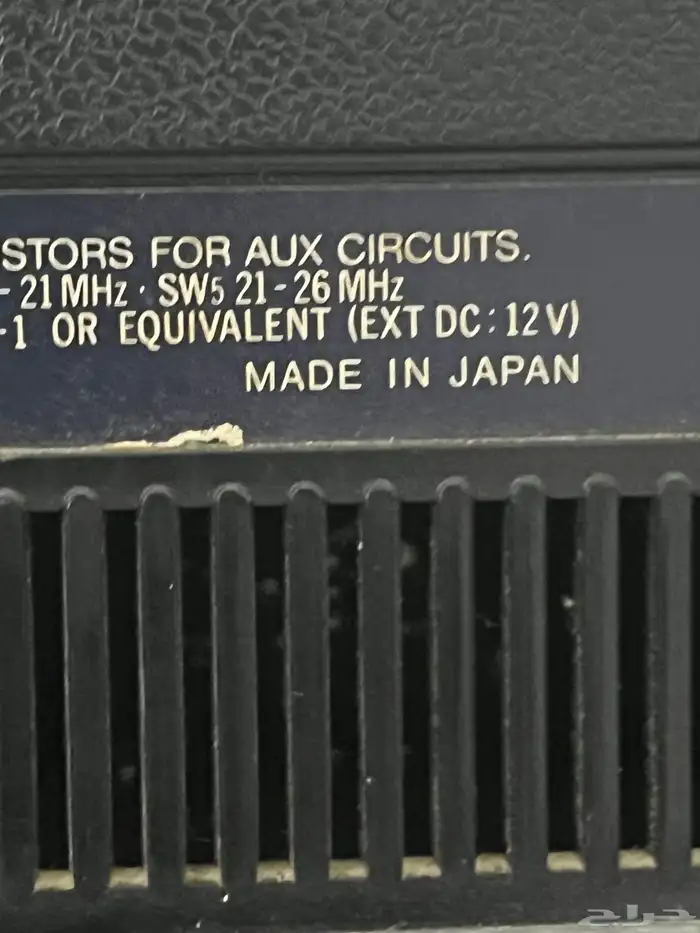 STORS FOR AUX CIRCUITS.
- 21 MHz · SW5 21 - 26 MHz
-1 OR EQUIVALENT (EXT DC : 12 V)
MADE IN JAPAN
حراج